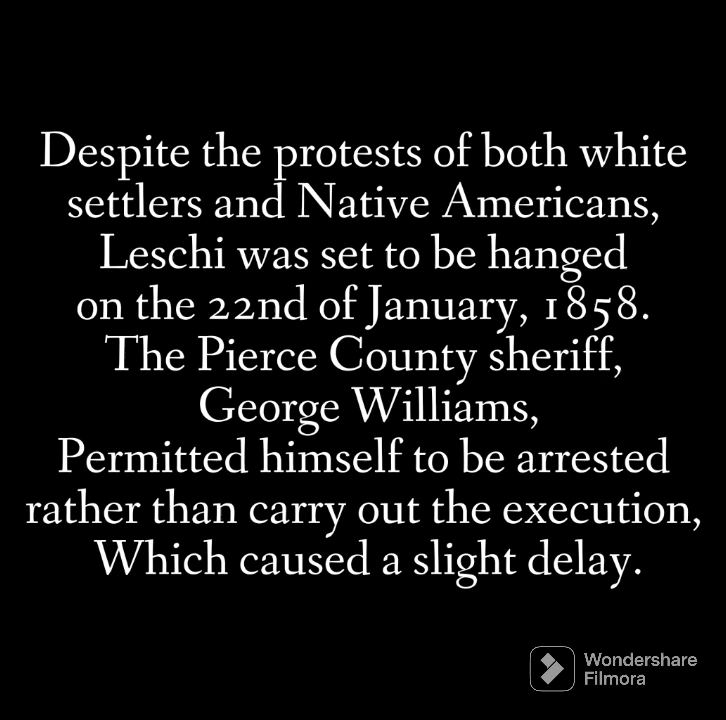 Despite the protests of both white
settlers and Native Americans,
Leschi was set to be hanged
on the 22nd of January, 1858.
The Pierce County sheriff,
George Williams,
Permitted himself to be arrested
rather than carry out the execution,
Which caused a slight delay.
Wondershare
Filmora